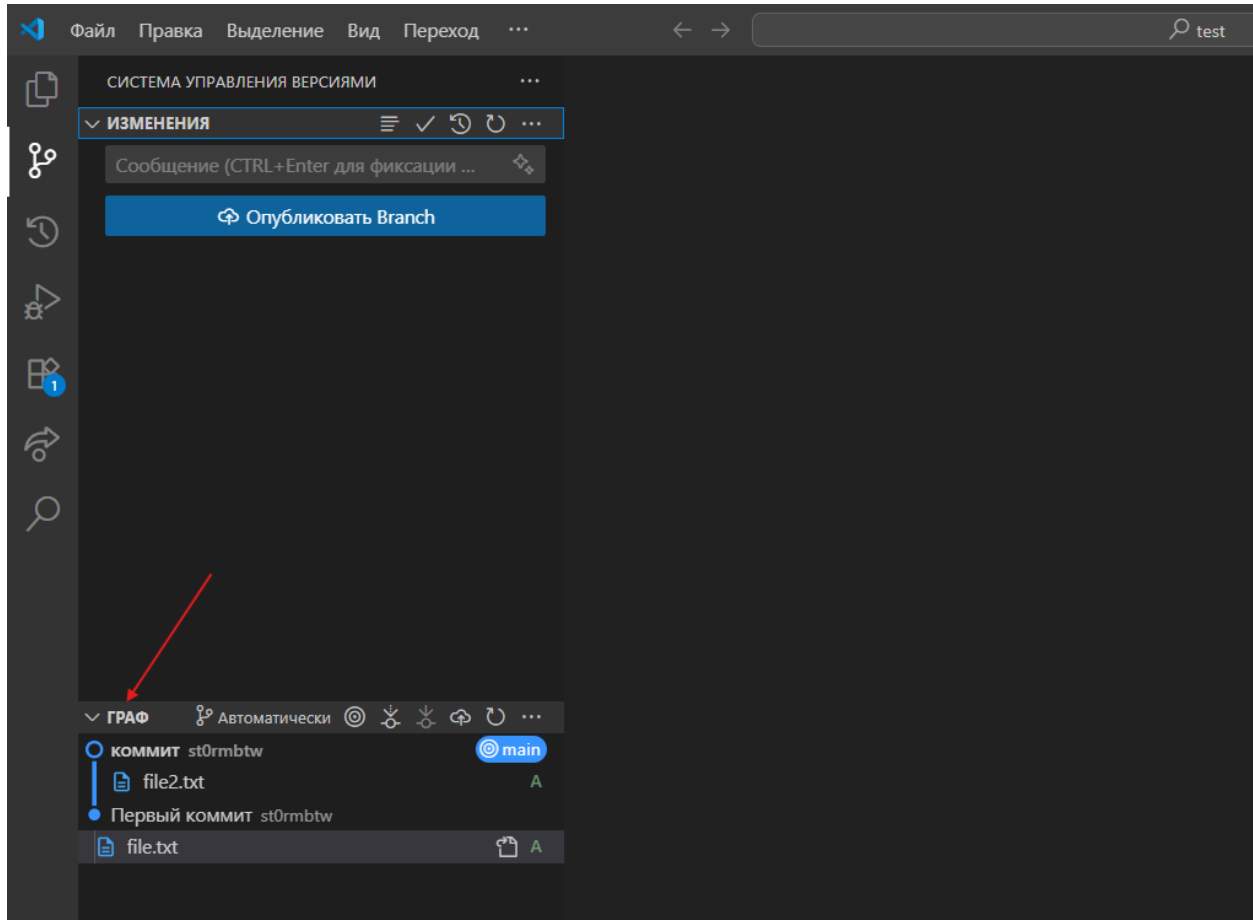 Файл Правка Выделение Вид Переход ··· test
СИСТЕМА УПРАВЛЕНИЯ ВЕРСИЯМИ ···
ИЗМЕНЕНИЯ ···
Сообщение (CTRL+Enter для фиксации ...
Опубликовать Branch
1
ГРАФ Автоматически ···
коммит st0rmbtw main
file2.txt A
Первый коммит st0rmbtw
file.txt A